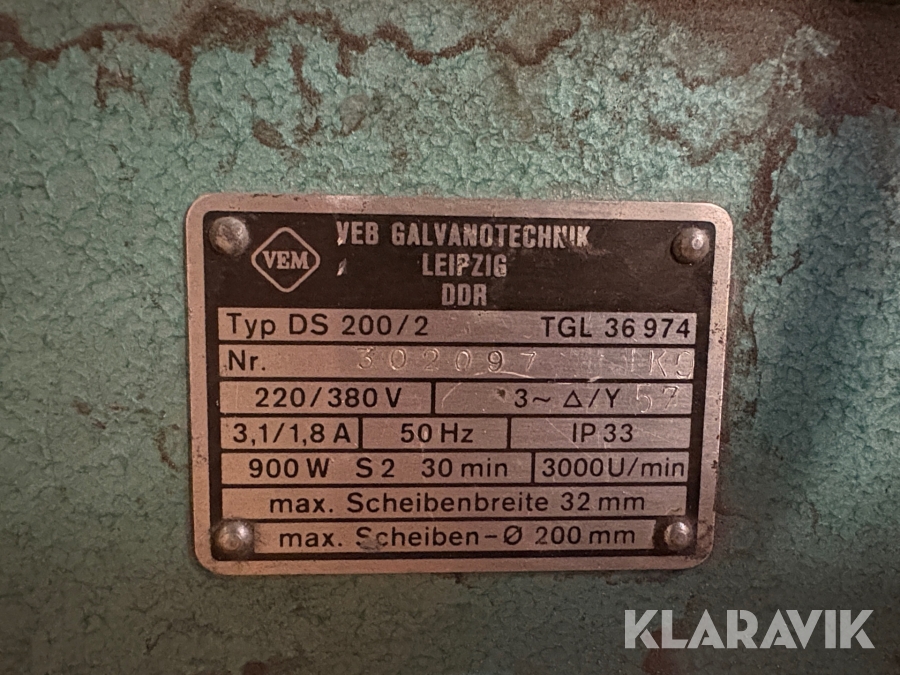 VEM
VEB GALVANOTECHNIK
LEIPZIG
DDR
Typ DS 200/2 TGL 36 974
Nr. 302097
220/380 V 3~ Δ/Y 57
3,1/1,8 A 50 Hz IP 33
900 W S 2 30 min 3000 U/min
max. Scheibenbreite 32 mm
max. Scheiben-Ø 200 mm
KLARAVIK